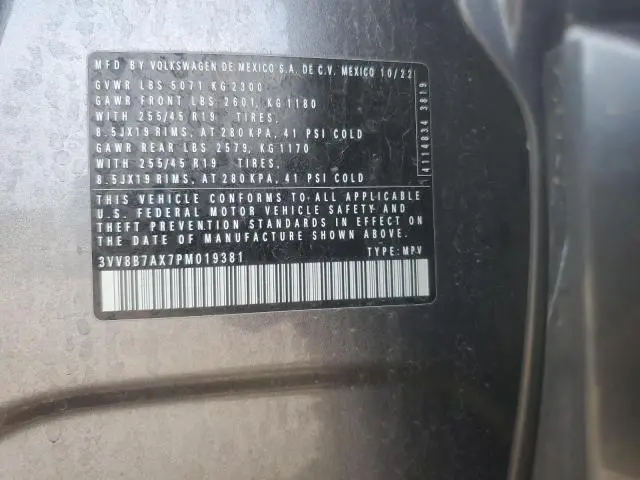 MFD BY VOLKSWAGEN DE MEXICO S.A. DE C.V. MEXICO 10/22
GVWR LBS 5071 KG 2300
GAWR FRONT LBS 2601, KG 1180
WITH 255/45 R19 TIRES,
8.5JX19 RIMS, AT 280 KPA, 41 PSI COLD
GAWR REAR LBS 2579, KG 1170
WITH 255/45 R19 TIRES,
8.5JX19 RIMS, AT 280 KPA, 41 PSI COLD
THIS VEHICLE CONFORMS TO ALL APPLICABLE
U.S. FEDERAL MOTOR VEHICLE SAFETY AND
THEFT PREVENTION STANDARDS IN EFFECT ON
THE DATE OF MANUFACTURE SHOWN ABOVE.
3VV8B7AX7PM019381 TYPE: MPV
4114834 3819